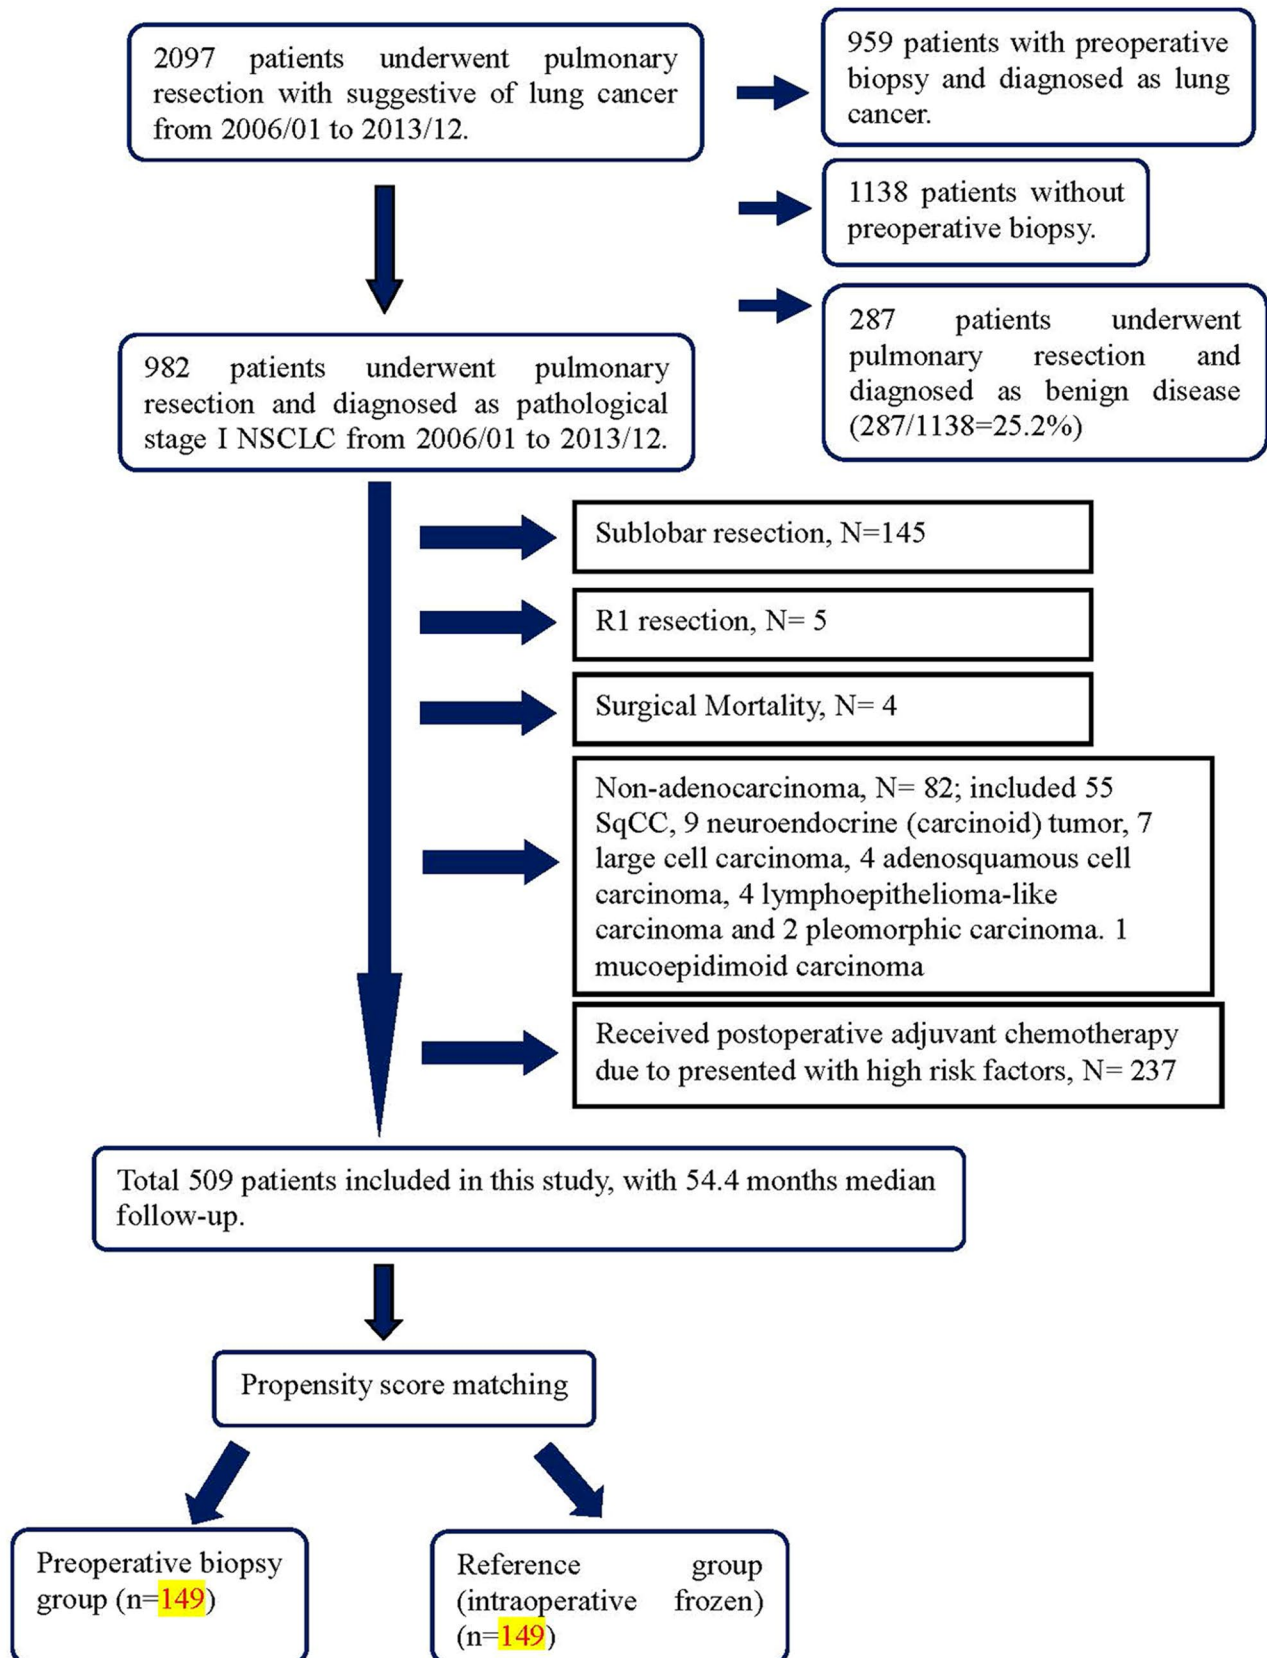 2097 patients underwent pulmonary
resection with suggestive of lung cancer
from 2006/01 to 2013/12.
959 patients with preoperative
biopsy and diagnosed as lung
cancer.
1138 patients without
preoperative biopsy.
287 patients underwent
pulmonary resection and
diagnosed as benign disease
(287/1138=25.2%)
982 patients underwent pulmonary
resection and diagnosed as pathological
stage I NSCLC from 2006/01 to 2013/12.
Sublobar resection, N=145
R1 resection, N= 5
Surgical Mortality, N= 4
Non-adenocarcinoma, N= 82; included 55
SqCC, 9 neuroendocrine (carcinoid) tumor, 7
large cell carcinoma, 4 adenosquamous cell
carcinoma, 4 lymphoepithelioma-like
carcinoma and 2 pleomorphic carcinoma. 1
mucoepidimoid carcinoma
Received postoperative adjuvant chemotherapy
due to presented with high risk factors, N= 237
Total 509 patients included in this study, with 54.4 months median
follow-up.
Propensity score matching
Preoperative biopsy
group (n=149)
Reference group
(intraoperative frozen)
(n=149)